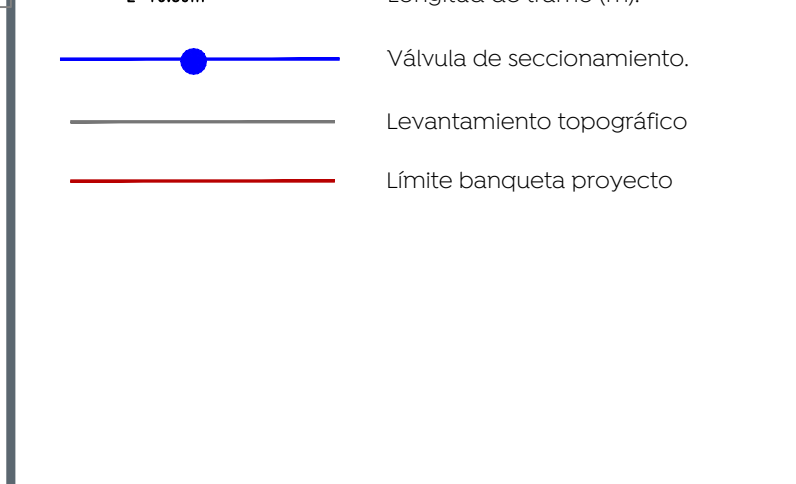 Válvula de seccionamiento.
Levantamiento topográfico
Límite banqueta proyecto